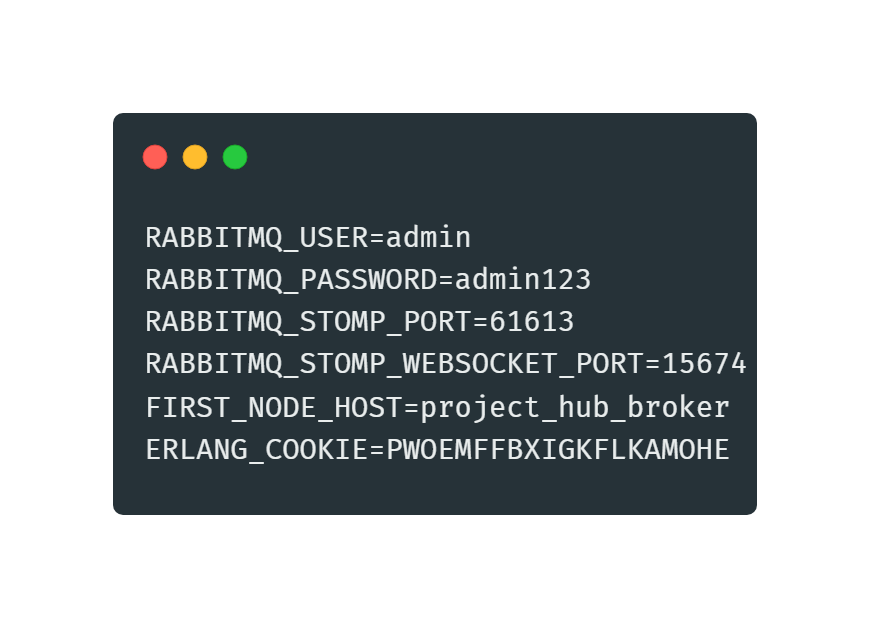 RABBITMQ_USER=admin
RABBITMQ_PASSWORD=admin123
RABBITMQ_STOMP_PORT=61613
RABBITMQ_STOMP_WEBSOCKET_PORT=15674
FIRST_NODE_HOST=project_hub_broker
ERLANG_COOKIE=PWOEMFFBXIGKFLKAMOHE